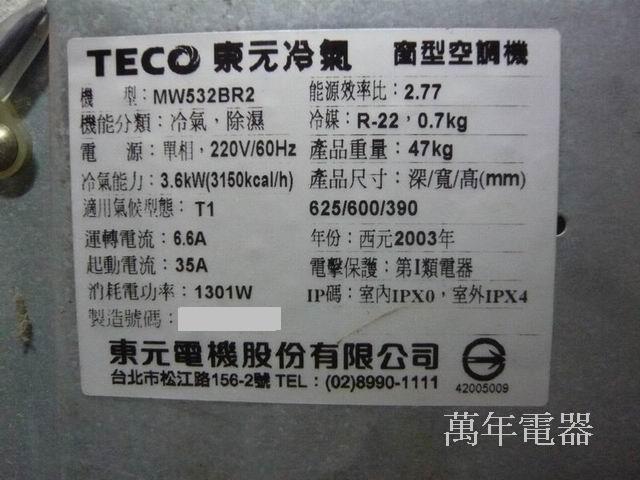 TECO 東元冷氣 窗型空調機
機 型：MW532BR2
機能分類：冷氣，除濕
電 源：單相，220V/60Hz
冷氣能力：3.6kW(3150kcal/h)
適用氣候型態：T1
運轉電流：6.6A
起動電流：35A
消耗電功率：1301W
製造號碼：
能源效率比：2.77
冷媒：R-22，0.7kg
產品重量：47kg
產品尺寸：深/寬/高(mm)
625/600/390
年份：西元2003年
電擊保護：第I類電器
IP碼：室內IPX0，室外IPX4
東元電機股份有限公司
台北市松江路156-2號 TEL：(02)8990-1111
42005009
萬年電器